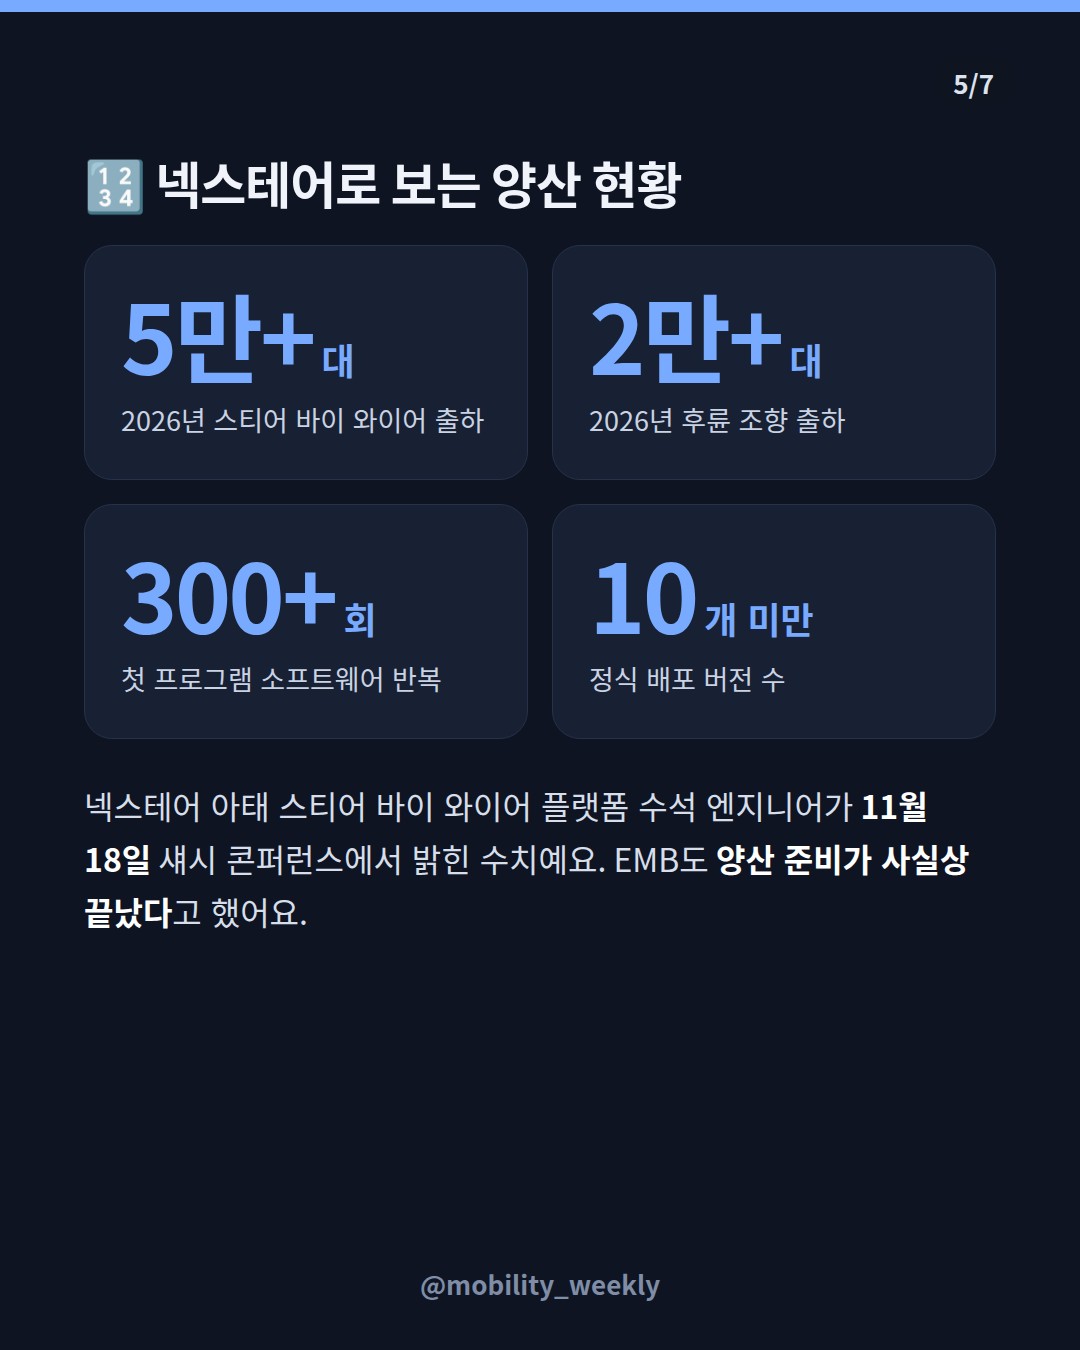 5/7
🔢 넥스테어로 보는 양산 현황
5만+ 대
2026년 스티어 바이 와이어 출하
2만+ 대
2026년 후륜 조향 출하
300+ 회
첫 프로그램 소프트웨어 반복
10 개 미만
정식 배포 버전 수
넥스테어 아태 스티어 바이 와이어 플랫폼 수석 엔지니어가 11월
18일 섀시 콘퍼런스에서 밝힌 수치예요. EMB도 양산 준비가 사실상
끝났다고 했어요.
@mobility_weekly